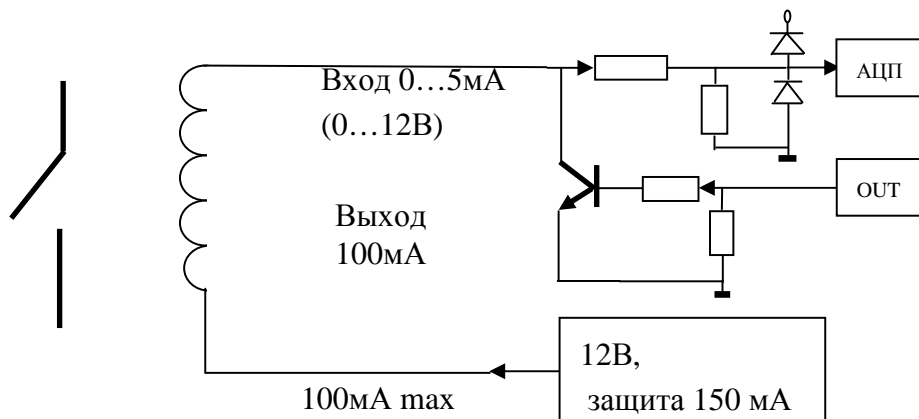 Вход 0…5мА
(0…12В)
АЦП
Выход
100мА
OUT
12В,
защита 150 мА
100мА max